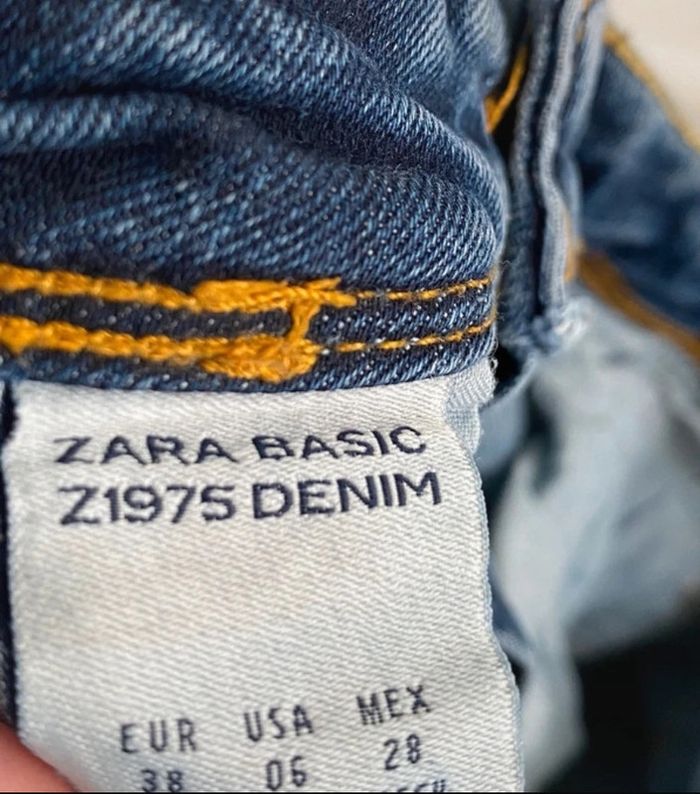 ZARA BASIC
Z1975 DENIM
EUR USA MEX
38 06 28